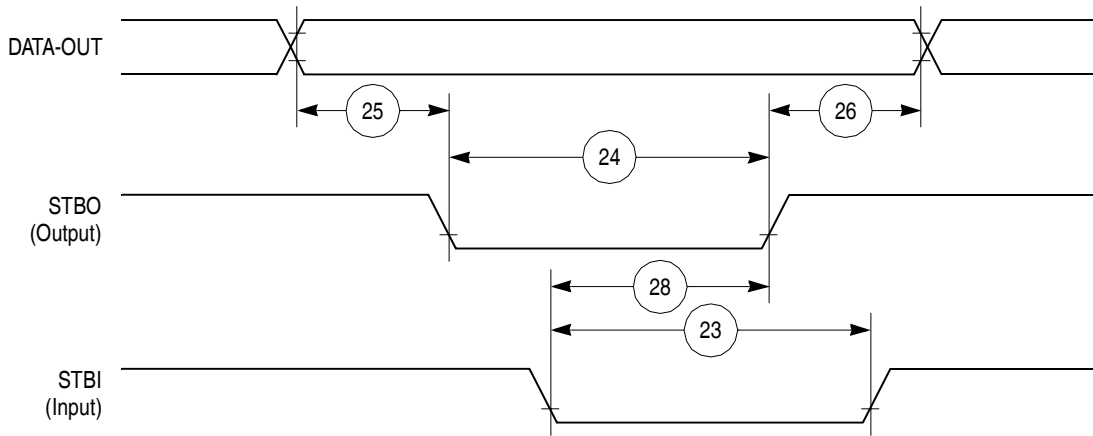 DATA-OUT
25
26
24
STBO
(Output)
28
23
STBI
(Input)